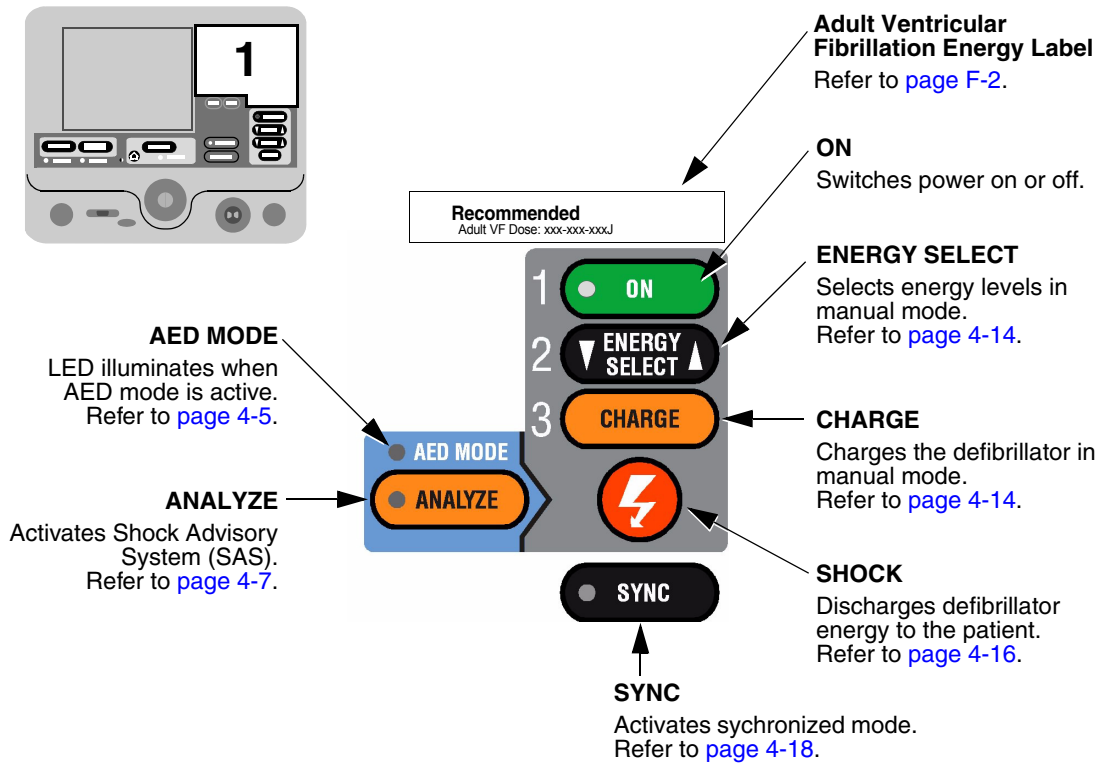 1
Adult Ventricular
Fibrillation Energy Label
Refer to page F-2.
ON
Switches power on or off.
ENERGY SELECT
Selects energy levels in
manual mode.
Refer to page 4-14.
CHARGE
Charges the defibrillator in
manual mode.
Refer to page 4-14.
SHOCK
Discharges defibrillator
energy to the patient.
Refer to page 4-16.
SYNC
Activates sychronized mode.
Refer to page 4-18.
AED MODE
LED illuminates when
AED mode is active.
Refer to page 4-5.
ANALYZE
Activates Shock Advisory
System (SAS).
Refer to page 4-7.
Recommended
Adult VF Dose: xxx-xxx-xxxJ
1 ON
2 ENERGY
SELECT
3 CHARGE
AED MODE
ANALYZE
SYNC